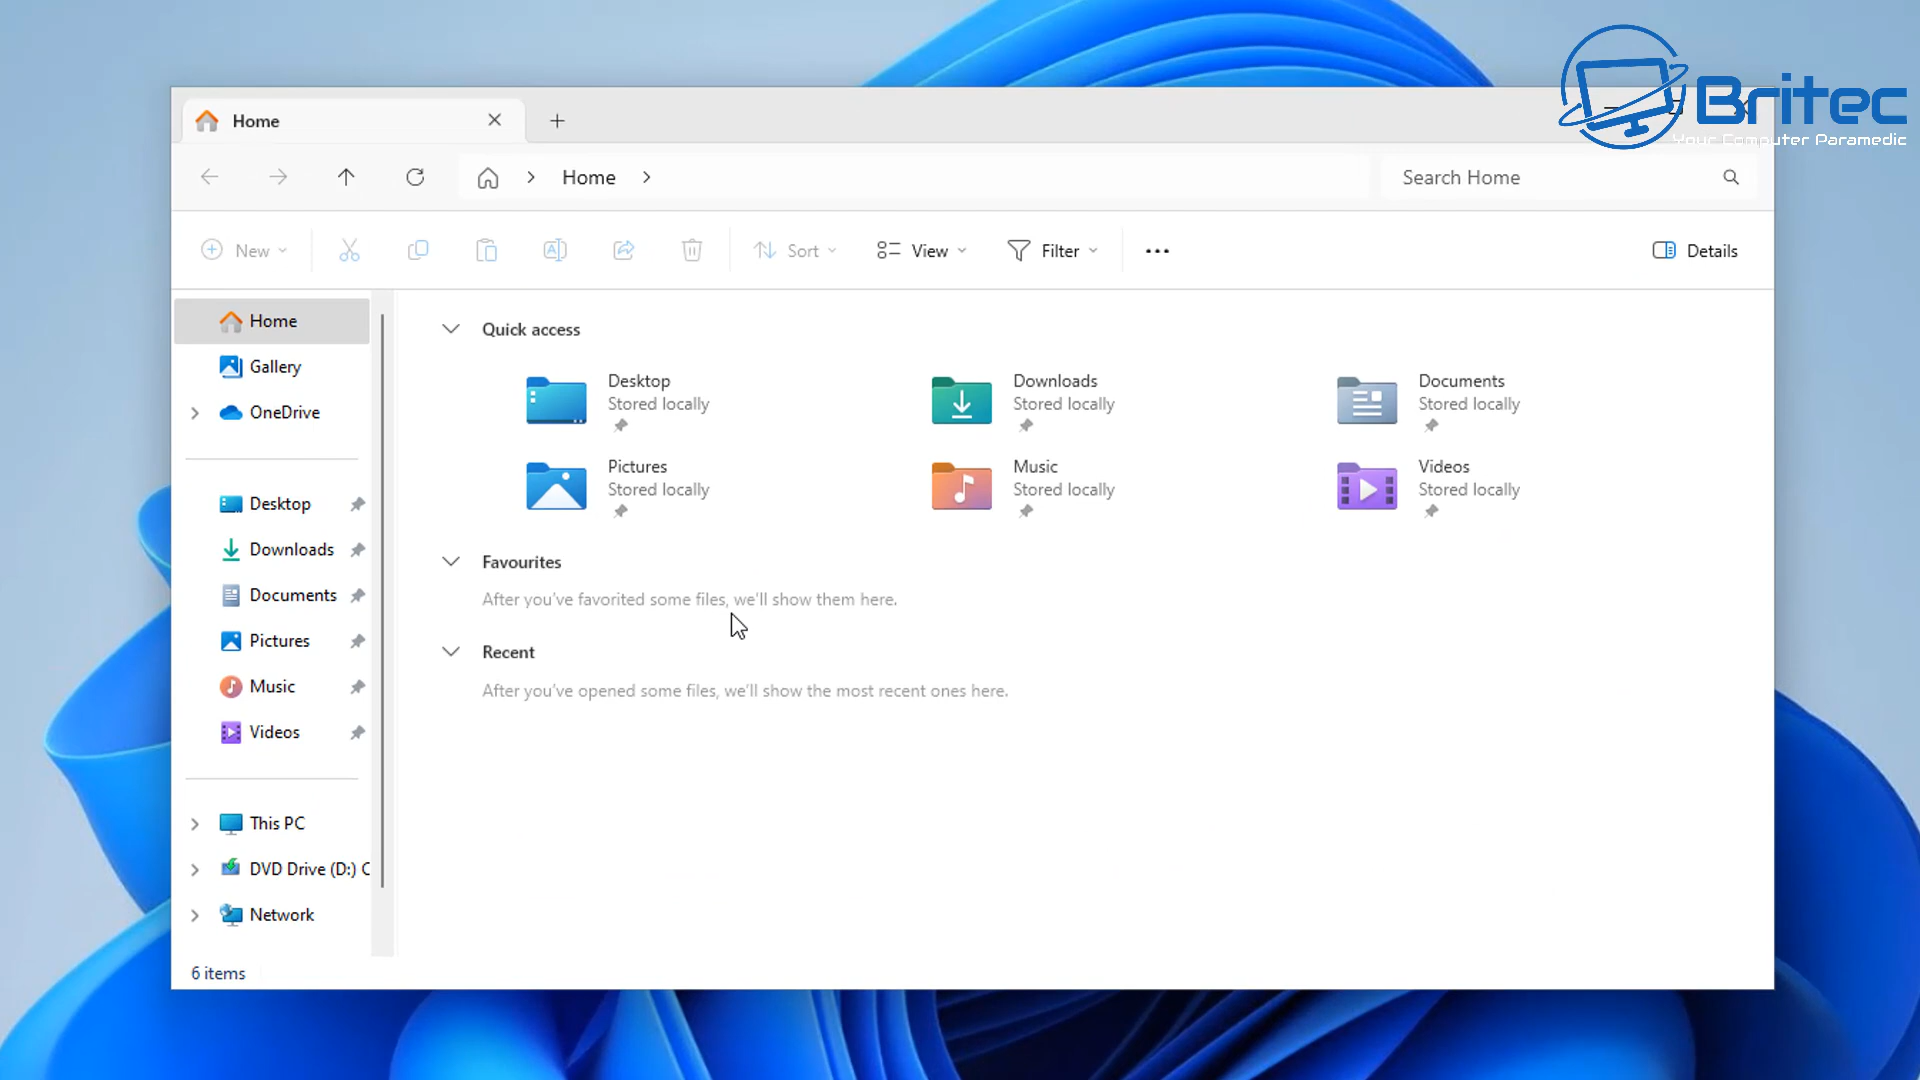 Britec
Your Computer Paramedic
Home
Home
Search Home
New
Sort
View
Filter
Details
Home
Gallery
OneDrive
Desktop
Downloads
Documents
Pictures
Music
Videos
This PC
DVD Drive (D:) C
Network
Quick access
Desktop
Stored locally
Downloads
Stored locally
Documents
Stored locally
Pictures
Stored locally
Music
Stored locally
Videos
Stored locally
Favourites
After you've favorited some files, we'll show them here.
Recent
After you've opened some files, we'll show the most recent ones here.
6 items